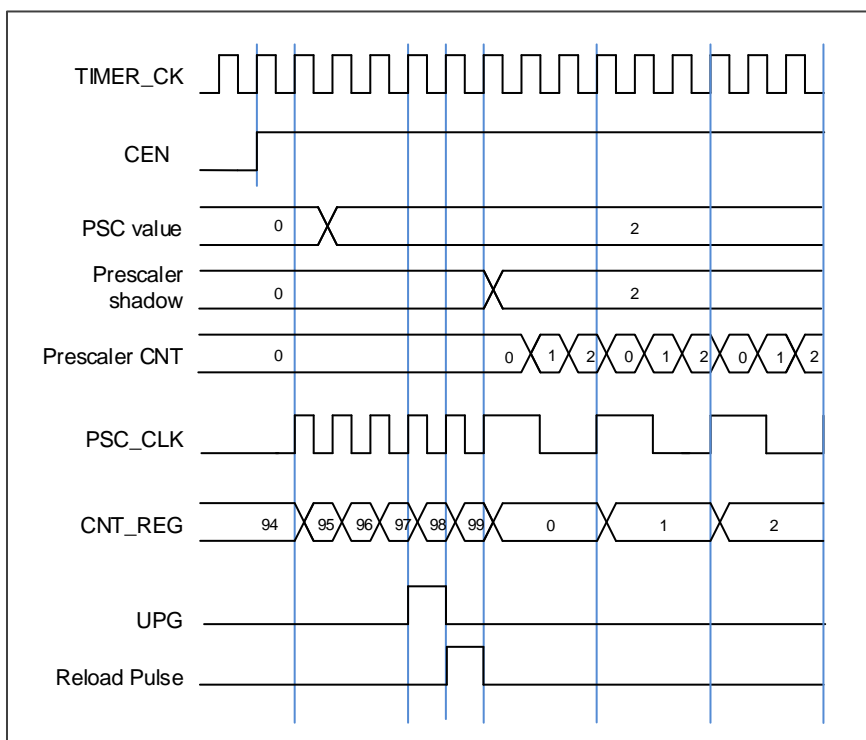 TIMER_CK
CEN
PSC value 0 2
Prescaler
shadow 0 2
Prescaler CNT 0 0 1 2 0 1 2 0 1 2
PSC_CLK
CNT_REG 94 95 96 97 98 99 0 1 2
UPG
Reload Pulse